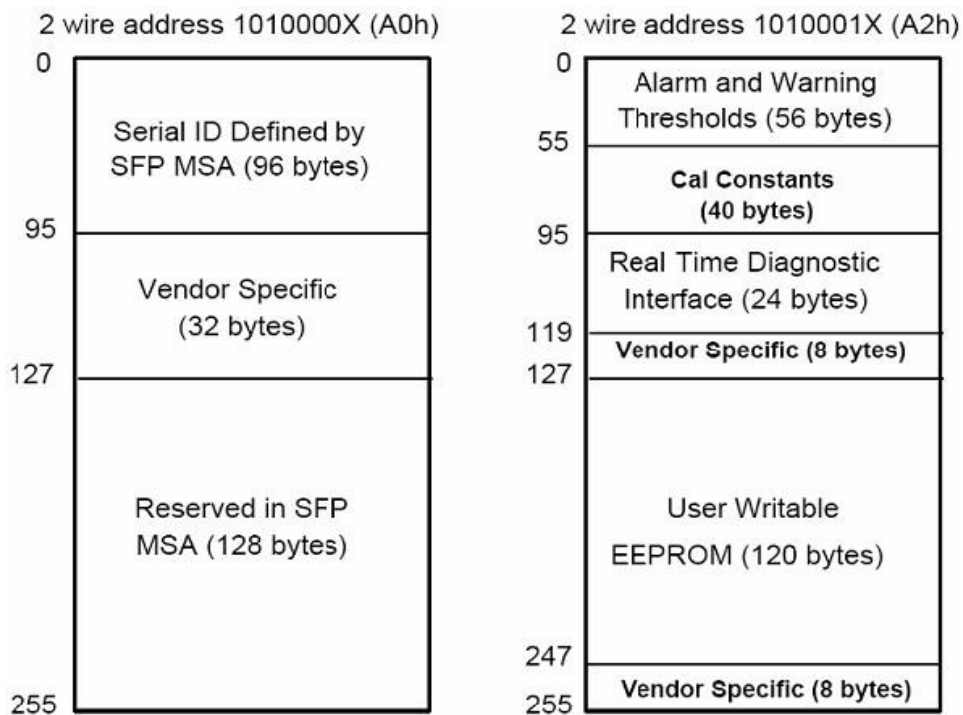 2 wire address 1010000X (A0h)
0
Serial ID Defined by
SFP MSA (96 bytes)
95
Vendor Specific
(32 bytes)
127
Reserved in SFP
MSA (128 bytes)
255
2 wire address 1010001X (A2h)
0
Alarm and Warning
Thresholds (56 bytes)
55
Cal Constants
(40 bytes)
95
Real Time Diagnostic
Interface (24 bytes)
119
Vendor Specific (8 bytes)
127
User Writable
EEPROM (120 bytes)
247
Vendor Specific (8 bytes)
255